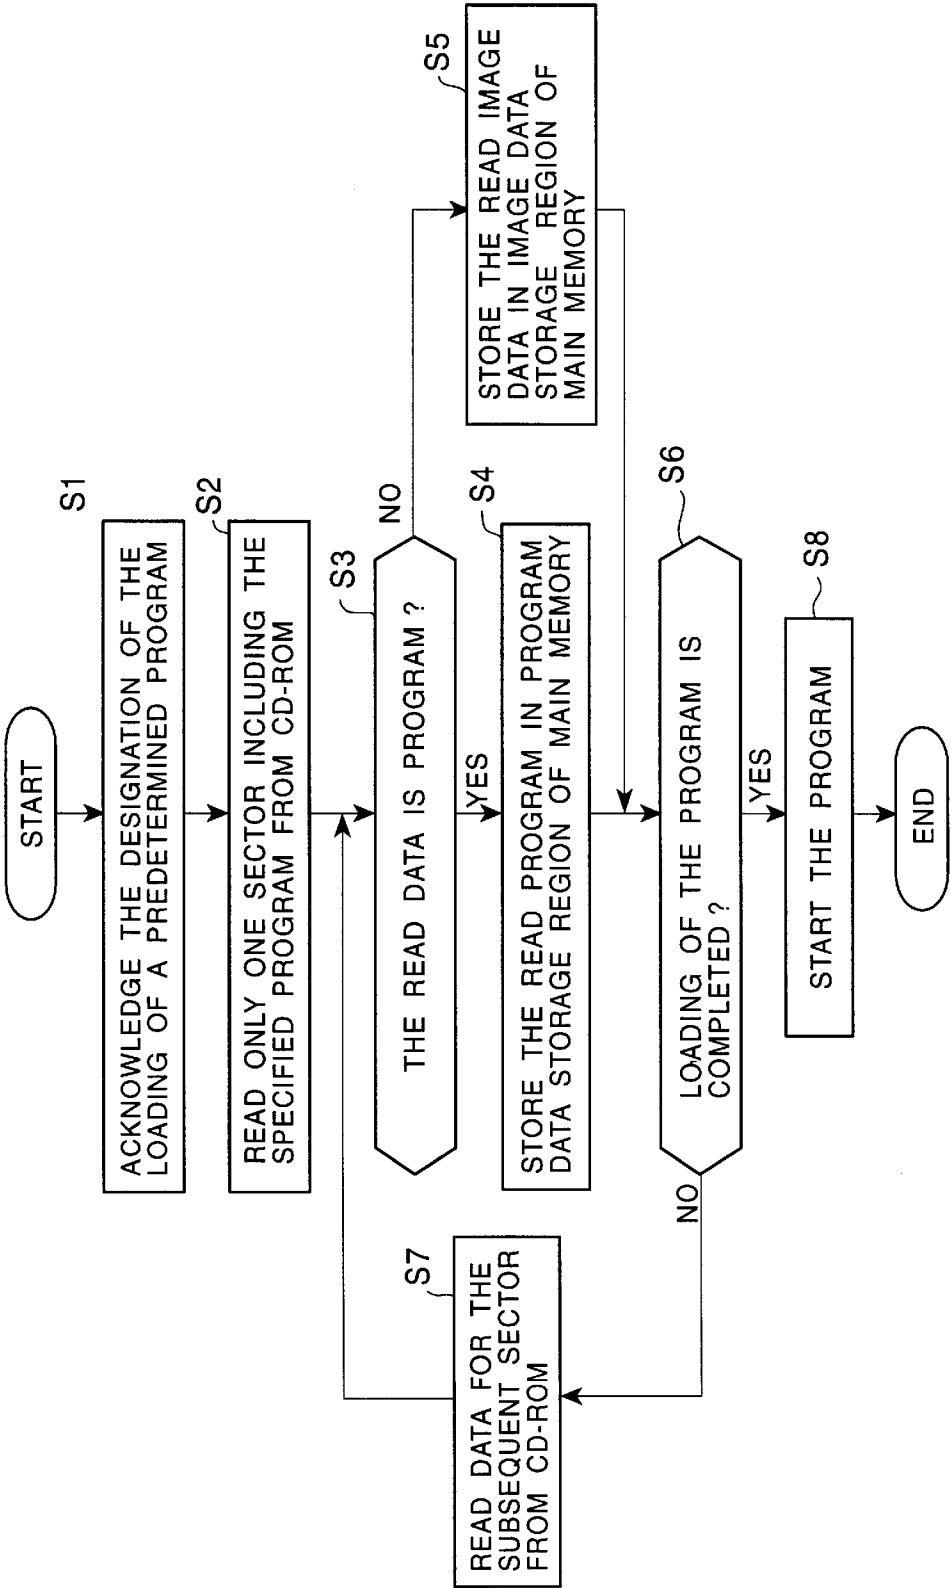 START
S1
ACKNOWLEDGE THE DESIGNATION OF THE
LOADING OF A PREDETERMINED PROGRAM
S2
READ ONLY ONE SECTOR INCLUDING THE
SPECIFIED PROGRAM FROM CD-ROM
S3
THE READ DATA IS PROGRAM ?
NO
YES
S4
STORE THE READ PROGRAM IN PROGRAM
DATA STORAGE REGION OF MAIN MEMORY
S5
STORE THE READ IMAGE
DATA IN IMAGE DATA
STORAGE REGION OF
MAIN MEMORY
S6
LOADING OF THE PROGRAM IS
COMPLETED ?
NO
YES
S7
READ DATA FOR THE
SUBSEQUENT SECTOR
FROM CD-ROM
S8
START THE PROGRAM
END